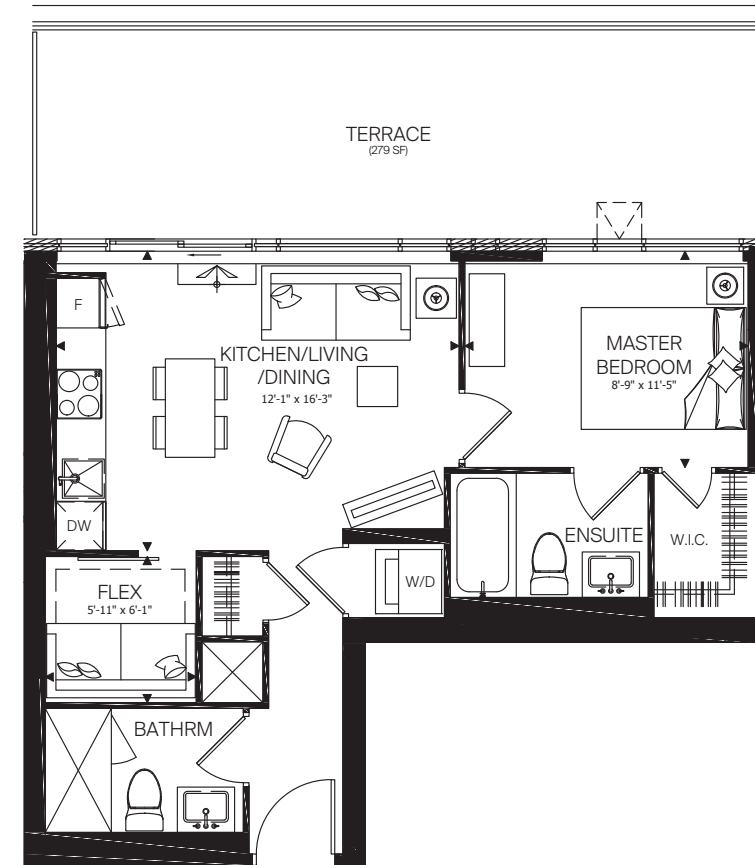 TERRACE
(279 SF)
F
KITCHEN/LIVING
/DINING
12'-1" x 16'-3"
MASTER
BEDROOM
8'-9" x 11'-5"
DW
ENSUITE
W.I.C.
W/D
FLEX
5'-11" x 6'-1"
BATHRM